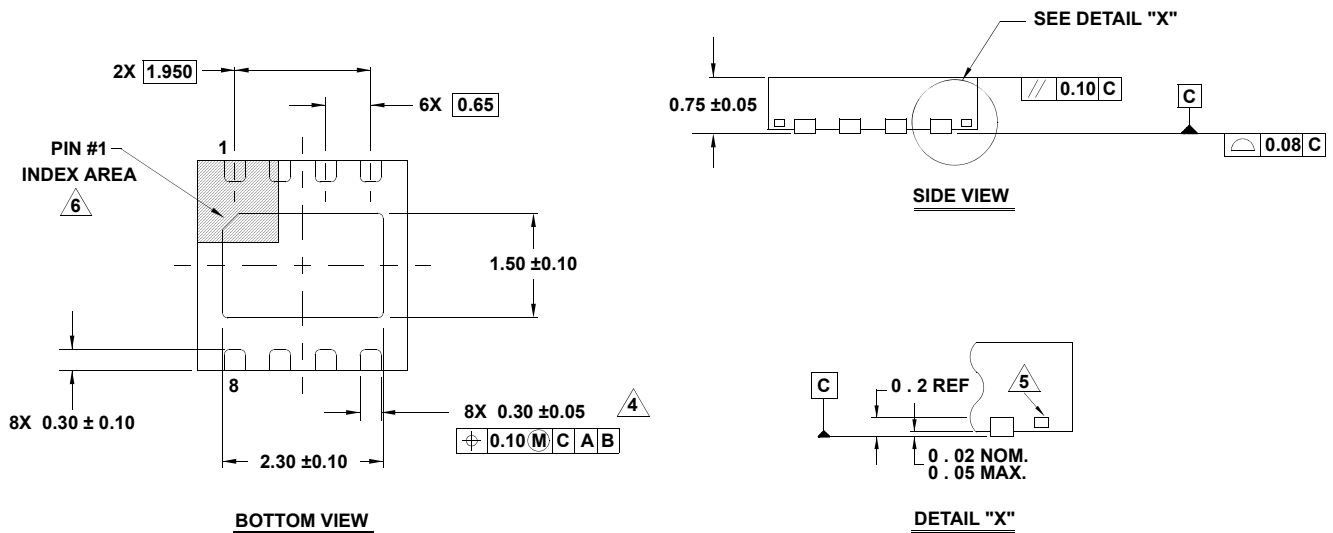 2X 1.950
6X 0.65
PIN #1
INDEX AREA
6
1
1.50 ±0.10
8
8X 0.30 ± 0.10
8X 0.30 ±0.05
4
0.10 M C A B
2.30 ±0.10
BOTTOM VIEW
SEE DETAIL "X"
0.75 ±0.05
// 0.10 C
C
0.08 C
SIDE VIEW
C
0 . 2 REF
5
0 . 02 NOM.
0 . 05 MAX.
DETAIL "X"